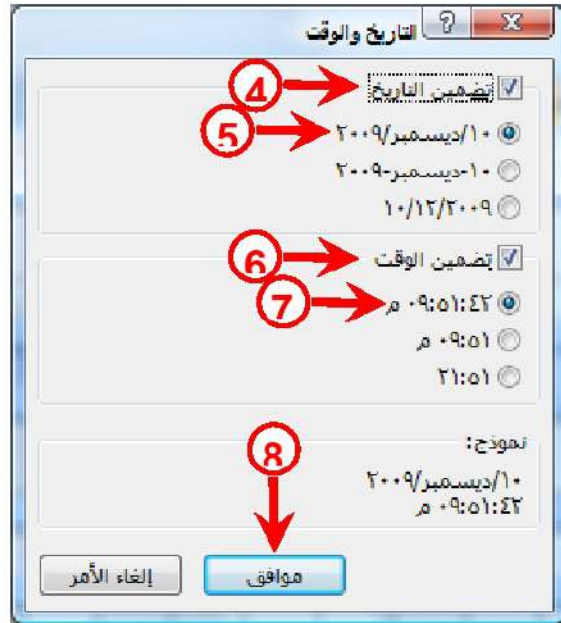 التاريخ والوقت
تضمين التاريخ
4
١٠/ديسمبر/٢٠٠٩
5
١٠-ديسمبر-٢٠٠٩
١٠/١٢/٢٠٠٩
تضمين الوقت
6
٠٩:٥١:٤٢ م
7
٠٩:٥١ م
٢١:٥١
نموذج:
١٠/ديسمبر/٢٠٠٩
٠٩:٥١:٤٢ م
8
موافق
إلغاء الأمر